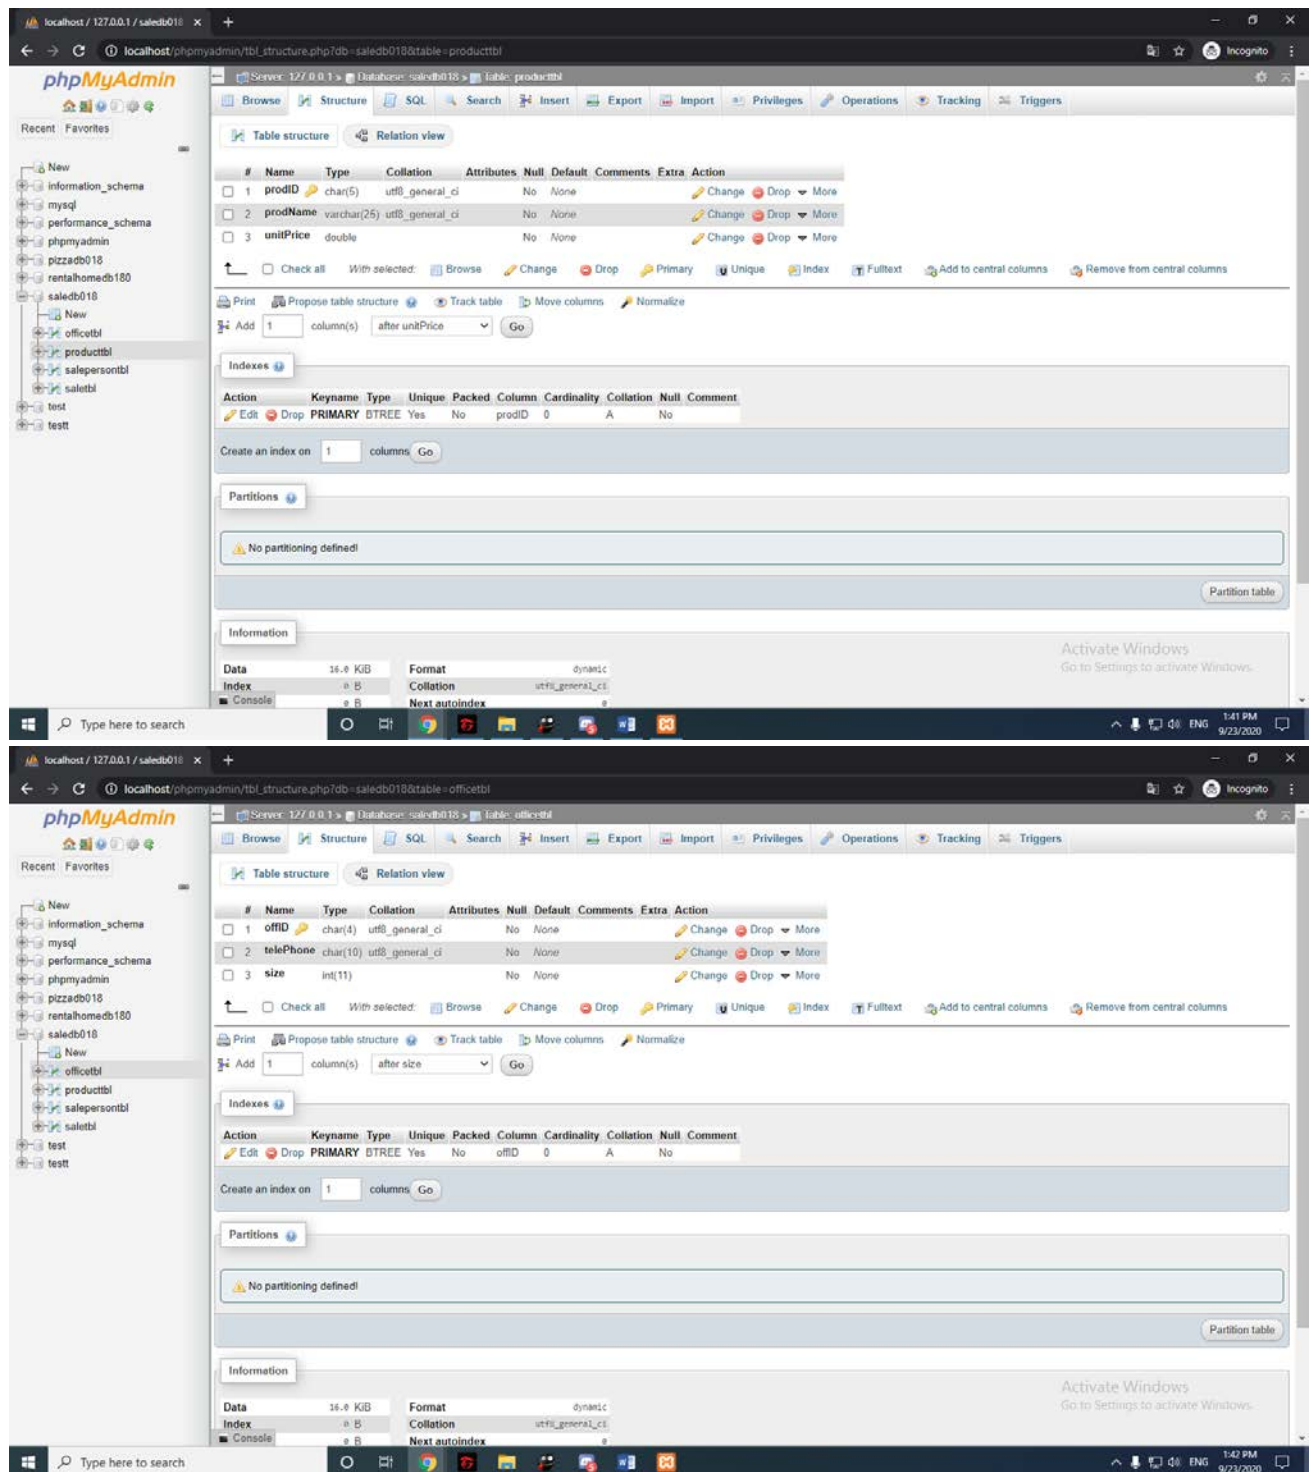 localhost / 127.0.0.1 / saledb018
localhost/phpmyadmin/tbl_structure.php?db=saledb018&table=producttbl
Incognito
phpMyAdmin
Server: 127.0.0.1 » Database: saledb018 » Table: producttbl
Browse Structure SQL Search Insert Export Import Privileges Operations Tracking Triggers
Recent Favorites
Table structure Relation view
New
information_schema
mysql
performance_schema
phpmyadmin
pizzadb018
rentalhomedb180
saledb018
New
officetbl
producttbl
salepersontbl
saletbl
test
testt
# Name Type Collation Attributes Null Default Comments Extra Action
1 prodID char(5) utf8_general_ci No None Change Drop More
2 prodName varchar(25) utf8_general_ci No None Change Drop More
3 unitPrice double No None Change Drop More
Check all With selected: Browse Change Drop Primary Unique Index Fulltext Add to central columns Remove from central columns
Print Propose table structure Track table Move columns Normalize
Add 1 column(s) after unitPrice Go
Indexes
Action Keyname Type Unique Packed Column Cardinality Collation Null Comment
Edit Drop PRIMARY BTREE Yes No prodID 0 A No
Create an index on 1 columns Go
Partitions
No partitioning defined!
Partition table
Information
Data 16.0 KiB Format dynamic
Index 0 B Collation utf8_general_ci
Console 0 B Next autoindex 0
Activate Windows
Go to Settings to activate Windows.
Type here to search
ENG
1:41 PM
9/23/2020
localhost / 127.0.0.1 / saledb018
localhost/phpmyadmin/tbl_structure.php?db=saledb018&table=officetbl
Incognito
phpMyAdmin
Server: 127.0.0.1 » Database: saledb018 » Table: officetbl
Browse Structure SQL Search Insert Export Import Privileges Operations Tracking Triggers
Recent Favorites
Table structure Relation view
New
information_schema
mysql
performance_schema
phpmyadmin
pizzadb018
rentalhomedb180
saledb018
New
officetbl
producttbl
salepersontbl
saletbl
test
testt
# Name Type Collation Attributes Null Default Comments Extra Action
1 offID char(4) utf8_general_ci No None Change Drop More
2 telePhone char(10) utf8_general_ci No None Change Drop More
3 size int(11) No None Change Drop More
Check all With selected: Browse Change Drop Primary Unique Index Fulltext Add to central columns Remove from central columns
Print Propose table structure Track table Move columns Normalize
Add 1 column(s) after size Go
Indexes
Action Keyname Type Unique Packed Column Cardinality Collation Null Comment
Edit Drop PRIMARY BTREE Yes No offID 0 A No
Create an index on 1 columns Go
Partitions
No partitioning defined!
Partition table
Information
Data 16.0 KiB Format dynamic
Index 0 B Collation utf8_general_ci
Console 0 B Next autoindex 0
Activate Windows
Go to Settings to activate Windows.
Type here to search
ENG
1:42 PM
9/23/2020